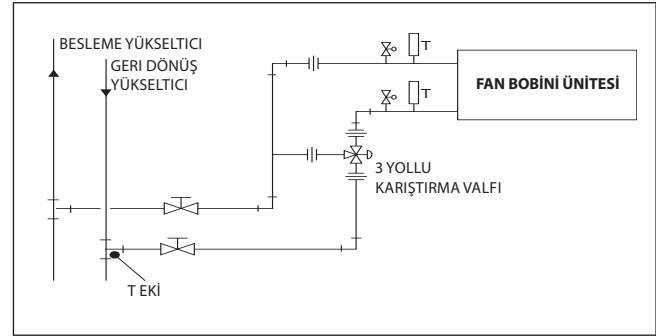 BESLEME YÜKSELTICI
GERI DÖNÜŞ
YÜKSELTICI
T
FAN BOBİNİ ÜNİTESİ
T
3 YOLLU
KARIŞTIRMA VALFI
T EKİ